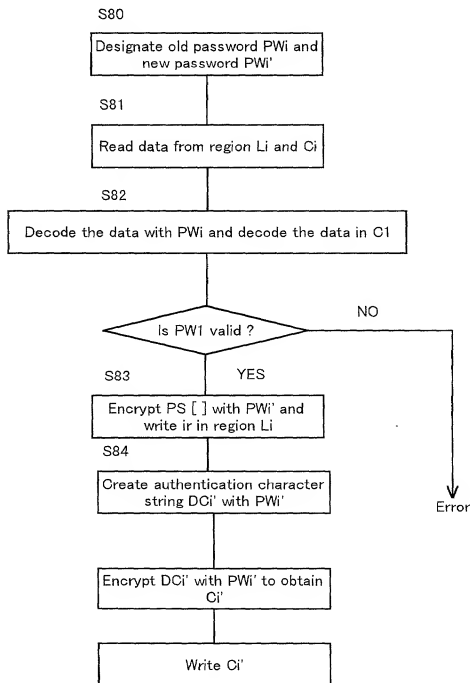 S80
Designate old password PWi and
new password PWi'
S81
Read data from region Li and Ci
S82
Decode the data with PWi and decode the data in C1
Is PW1 valid ?
NO
YES
S83
Encrypt PS [ ] with PWi' and
write ir in region Li
S84
Create authentication character
string DCi' with PWi'
Error
Encrypt DCi' with PWi' to obtain
Ci'
Write Ci'